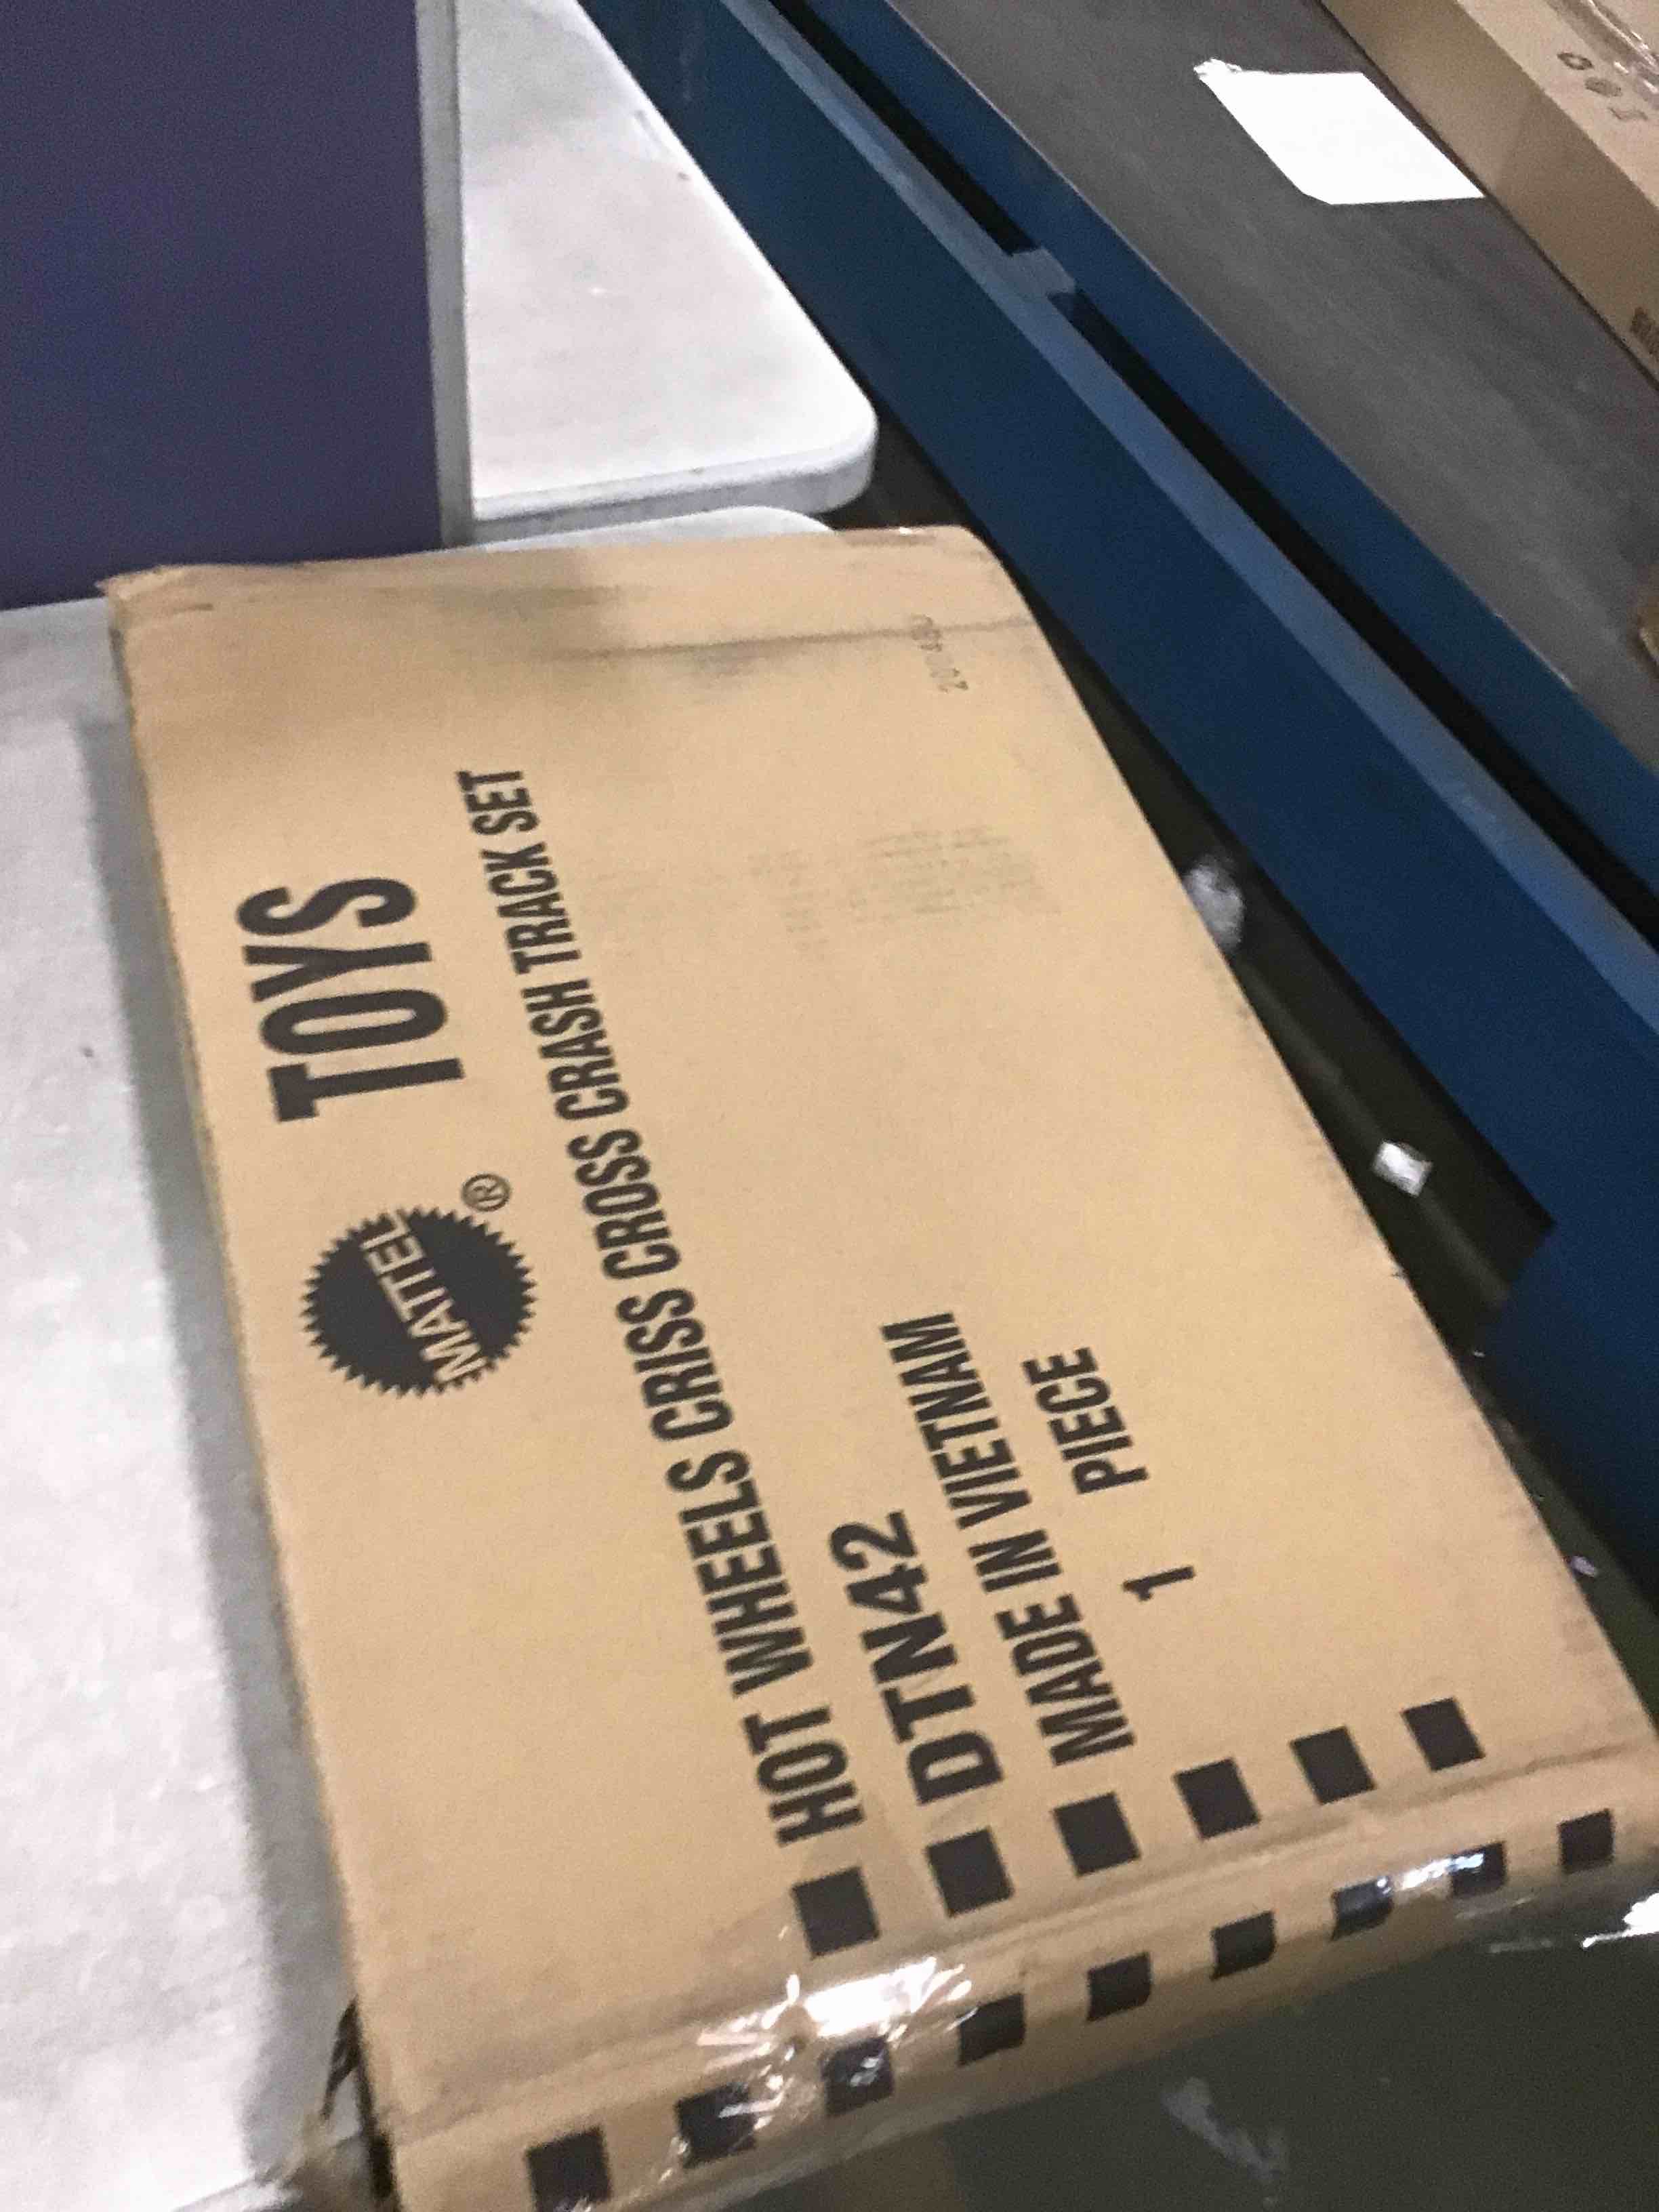 MATTEL® TOYS
HOT WHEELS CRISS CROSS CRASH TRACK SET
DTN42
MADE IN VIETNAM
1 PIECE